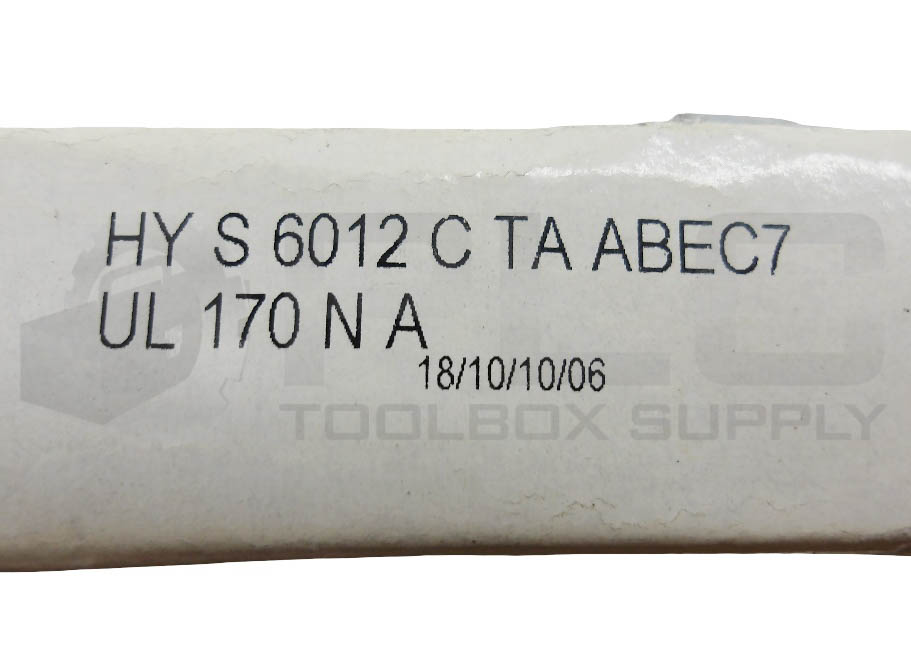 HY S 6012 C TA ABEC7
UL 170 N A
18/10/10/06
TOOLBOX SUPPLY